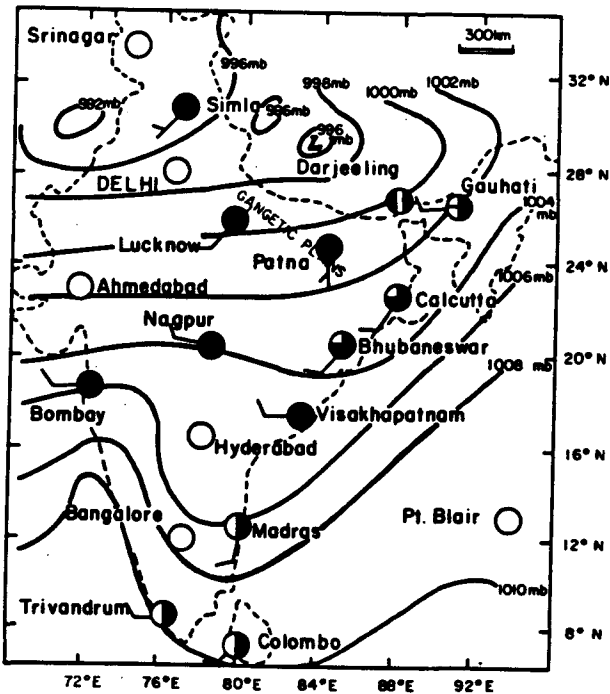 Srinagar
300km
996mb
998mb
1002mb
1000mb
32° N
992mb
Simla
996mb
996
mb
L
Darjeeling
DELHI
28° N
Gauhati
1004
mb
GANGETIC PLAINS
Lucknow
Patna
1006mb
24° N
Ahmedabad
Calcutta
Nagpur
Bhubaneswar
20° N
1008 mb
Bombay
Visakhapatnam
Hyderabad
16° N
Bangalore
Madras
Pt. Blair
12° N
Trivandrum
1010mb
Colombo
8° N
72°E 76°E 80°E 84°E 88°E 92°E